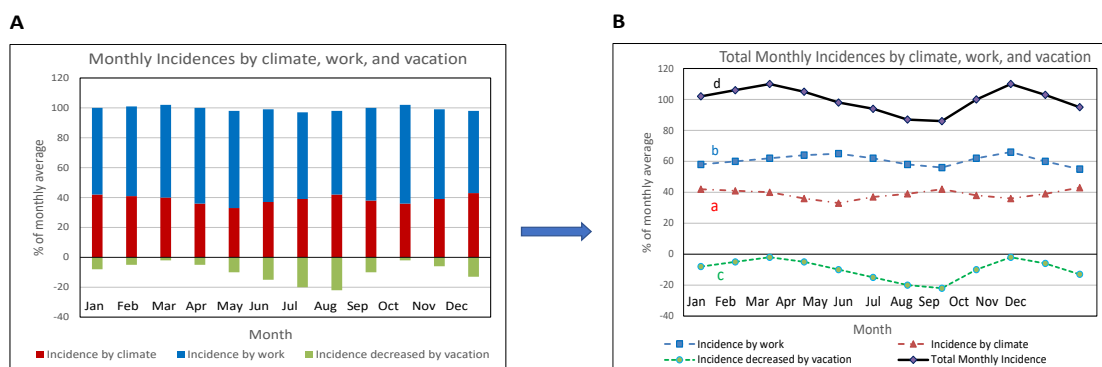 A
Monthly Incidences by climate, work, and vacation
120
100
80
60
40
20
0
-20
-40
% of monthly average
Jan Feb Mar Apr May Jun Jul Aug Sep Oct Nov Dec
Month
Incidence by climate Incidence by work Incidence decreased by vacation
B
Total Monthly Incidences by climate, work, and vacation
120
100
80
60
40
20
0
-20
-40
% of monthly average
d
b
a
c
Jan Feb Mar Apr May Jun Jul Aug Sep Oct Nov Dec
Month
Incidence by work Incidence by climate
Incidence decreased by vacation Total Monthly Incidence